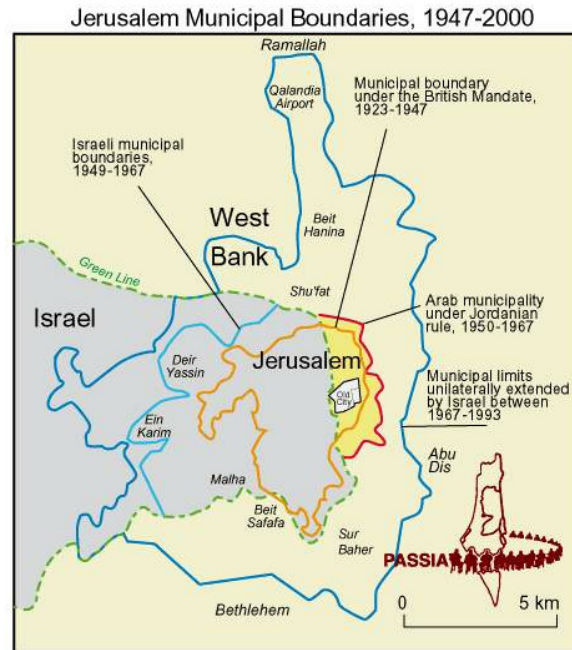 Jerusalem Municipal Boundaries, 1947-2000
Ramallah
Qalandia
Airport
Municipal boundary
under the British Mandate,
1923-1947
Israeli municipal
boundaries,
1949-1967
West
Bank
Beit
Hanina
Green Line
Shu'fat
Israel
Arab municipality
under Jordanian
rule, 1950-1967
Deir
Yassin
Jerusalem
Old
City
Municipal limits
unilaterally extended
by Israel between
1967-1993
Ein
Karim
Abu
Dis
Malha
Beit
Safafa
Sur
Baher
PASSIA
Bethlehem
0 5 km